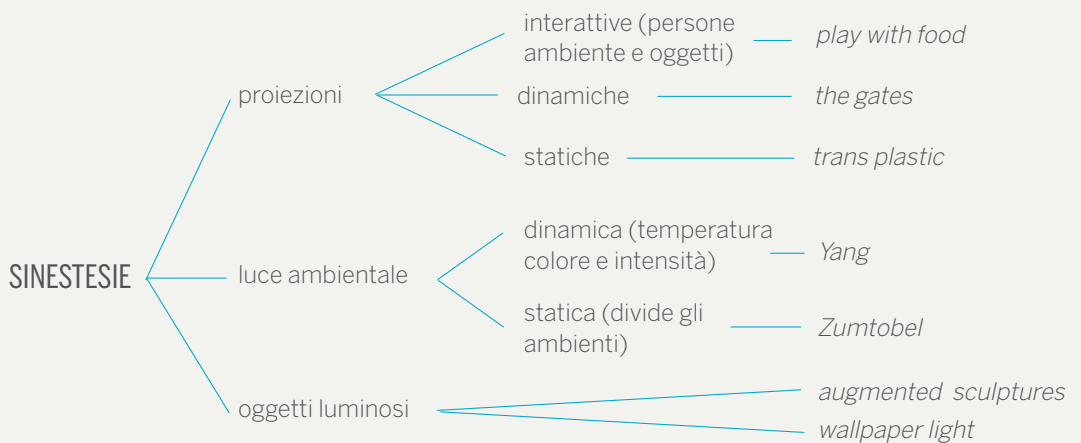 SINESTESIE
proiezioni
interattive (persone
ambiente e oggetti)
play with food
dinamiche
the gates
statiche
trans plastic
luce ambientale
dinamica (temperatura
colore e intensità)
Yang
statica (divide gli
ambienti)
Zumtobel
oggetti luminosi
augmented sculptures
wallpaper light